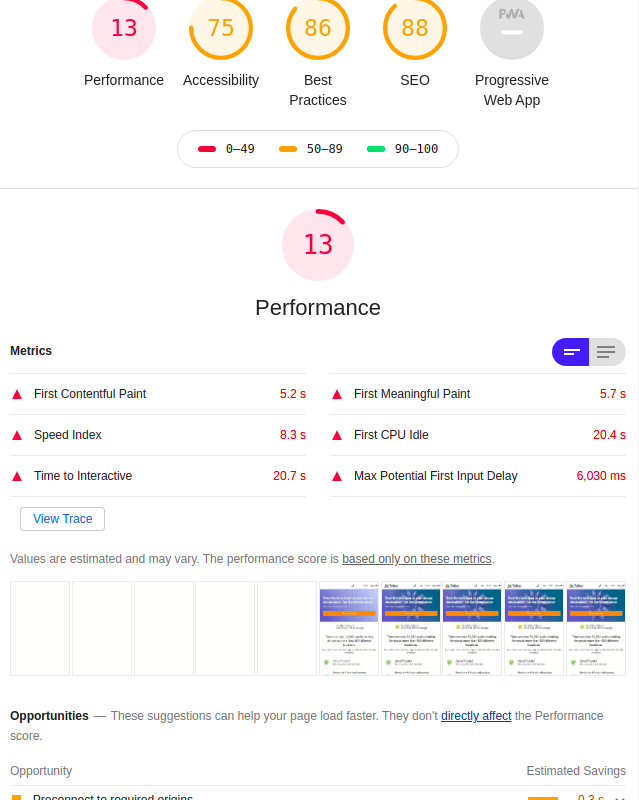 13 75 86 88 PWA
Performance Accessibility Best Practices SEO Progressive Web App
0–49 50–89 90–100
13
Performance
Metrics
First Contentful Paint 5.2 s First Meaningful Paint 5.7 s
Speed Index 8.3 s First CPU Idle 20.4 s
Time to Interactive 20.7 s Max Potential First Input Delay 6,030 ms
View Trace
Values are estimated and may vary. The performance score is based only on these metrics.
Opportunities — These suggestions can help your page load faster. They don't directly affect the Performance
score.
Opportunity Estimated Savings
Preconnect to required origins 0.3 s